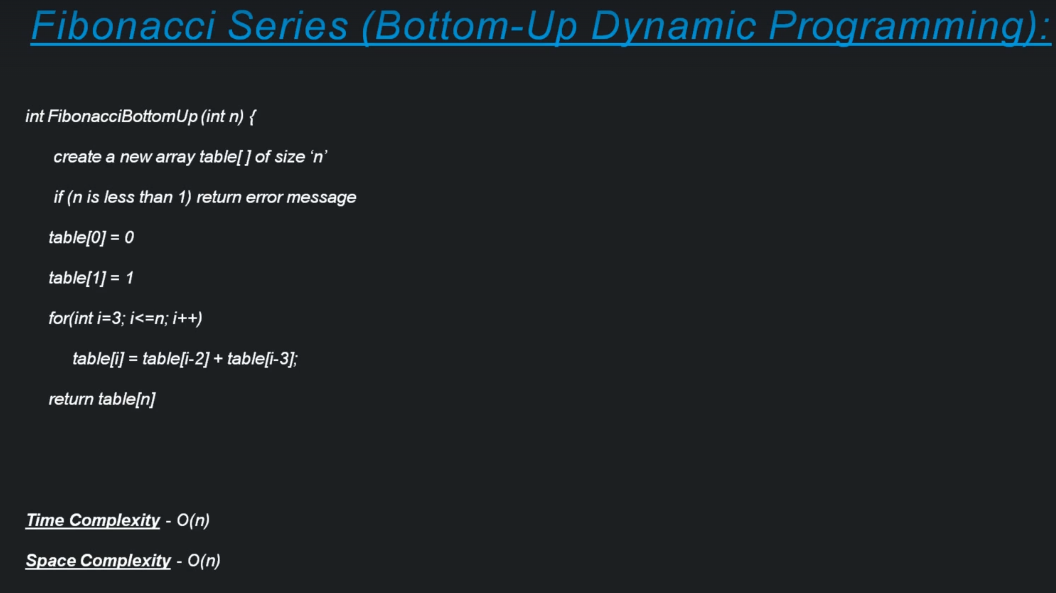 Fibonacci Series (Bottom-Up Dynamic Programming):
int FibonacciBottomUp (int n) {
create a new array table[ ] of size ‘n’
if (n is less than 1) return error message
table[0] = 0
table[1] = 1
for(int i=3; i<=n; i++)
table[i] = table[i-2] + table[i-3];
return table[n]
Time Complexity - O(n)
Space Complexity - O(n)